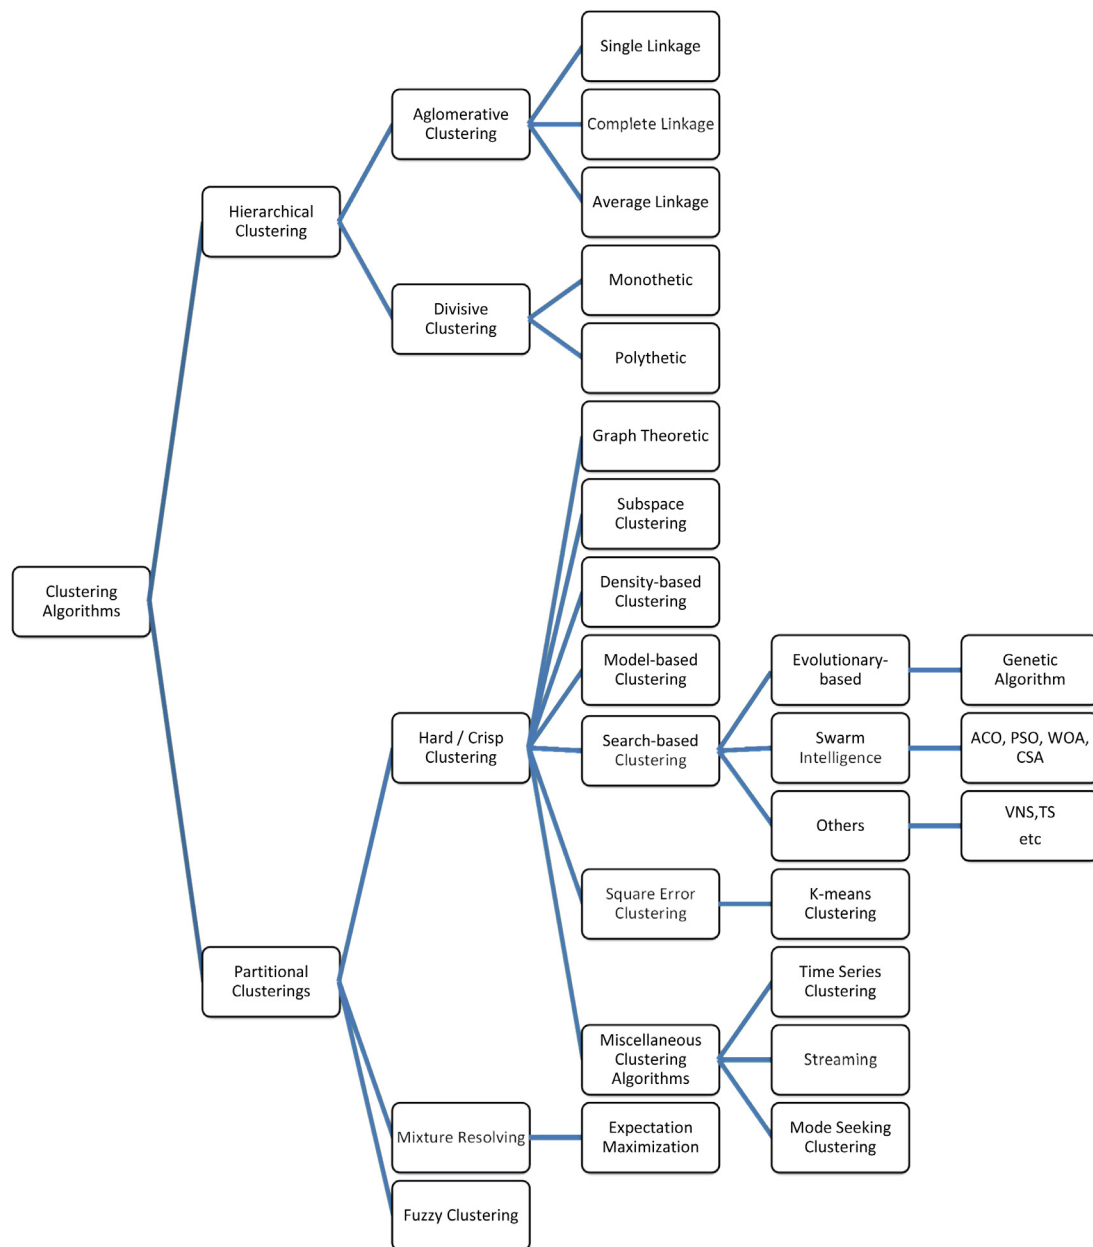 Single Linkage
Aglomerative
Clustering
Complete Linkage
Average Linkage
Hierarchical
Clustering
Monothetic
Divisive
Clustering
Polythetic
Graph Theoretic
Subspace
Clustering
Density-based
Clustering
Clustering
Algorithms
Model-based
Clustering
Evolutionary-
based
Genetic
Algorithm
Hard / Crisp
Clustering
Search-based
Clustering
Swarm
Intelligence
ACO, PSO, WOA,
CSA
Others
VNS,TS
etc
Square Error
Clustering
K-means
Clustering
Partitional
Clusterings
Time Series
Clustering
Miscellaneous
Clustering
Algorithms
Streaming
Mixture Resolving
Expectation
Maximization
Mode Seeking
Clustering
Fuzzy Clustering